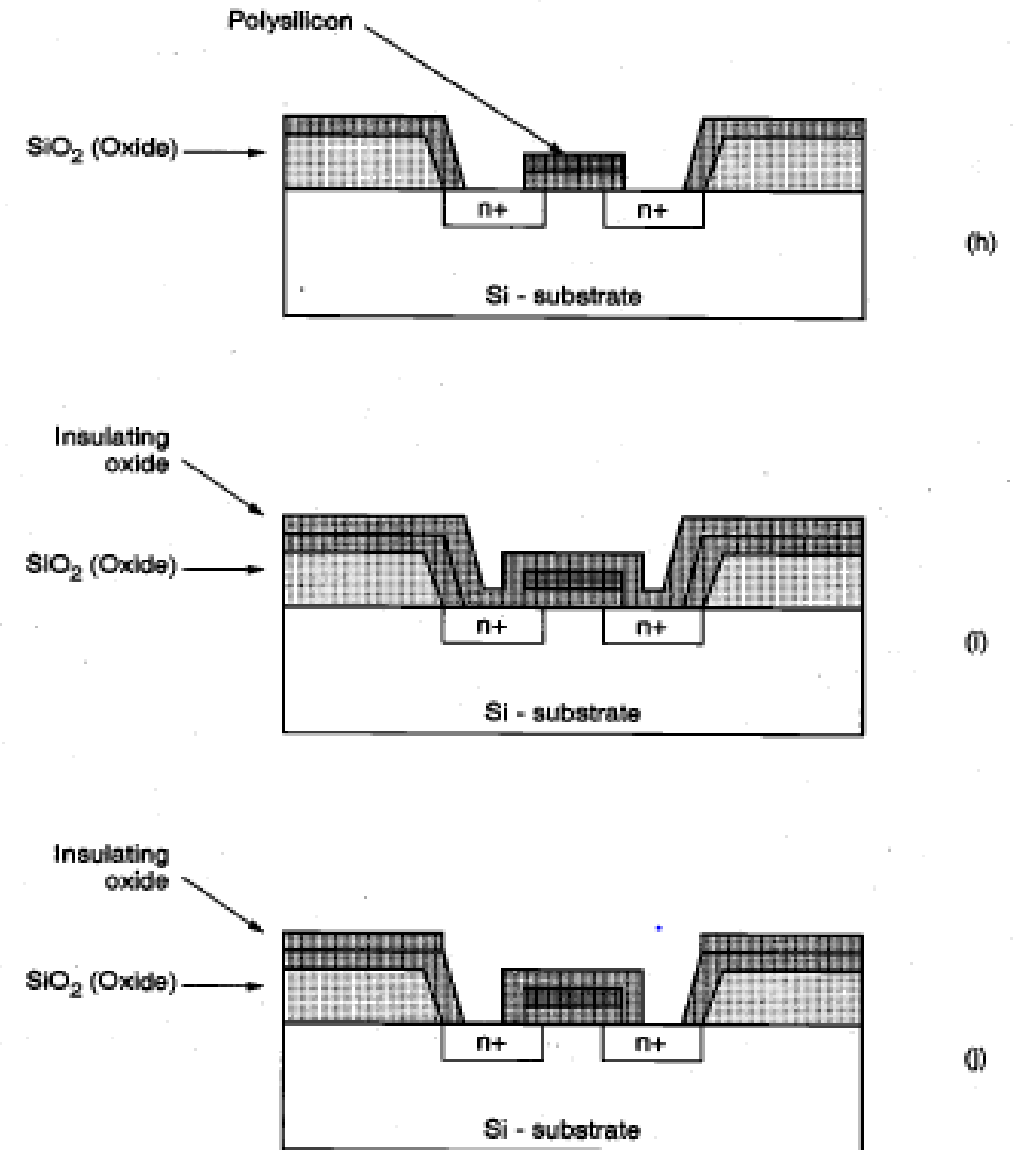 Polysilicon
SiO2 (Oxide)
n+ n+
(h)
Si - substrate
Insulating
oxide
SiO2 (Oxide)
n+ n+
(i)
Si - substrate
Insulating
oxide
SiO2 (Oxide)
n+ n+
(j)
Si - substrate